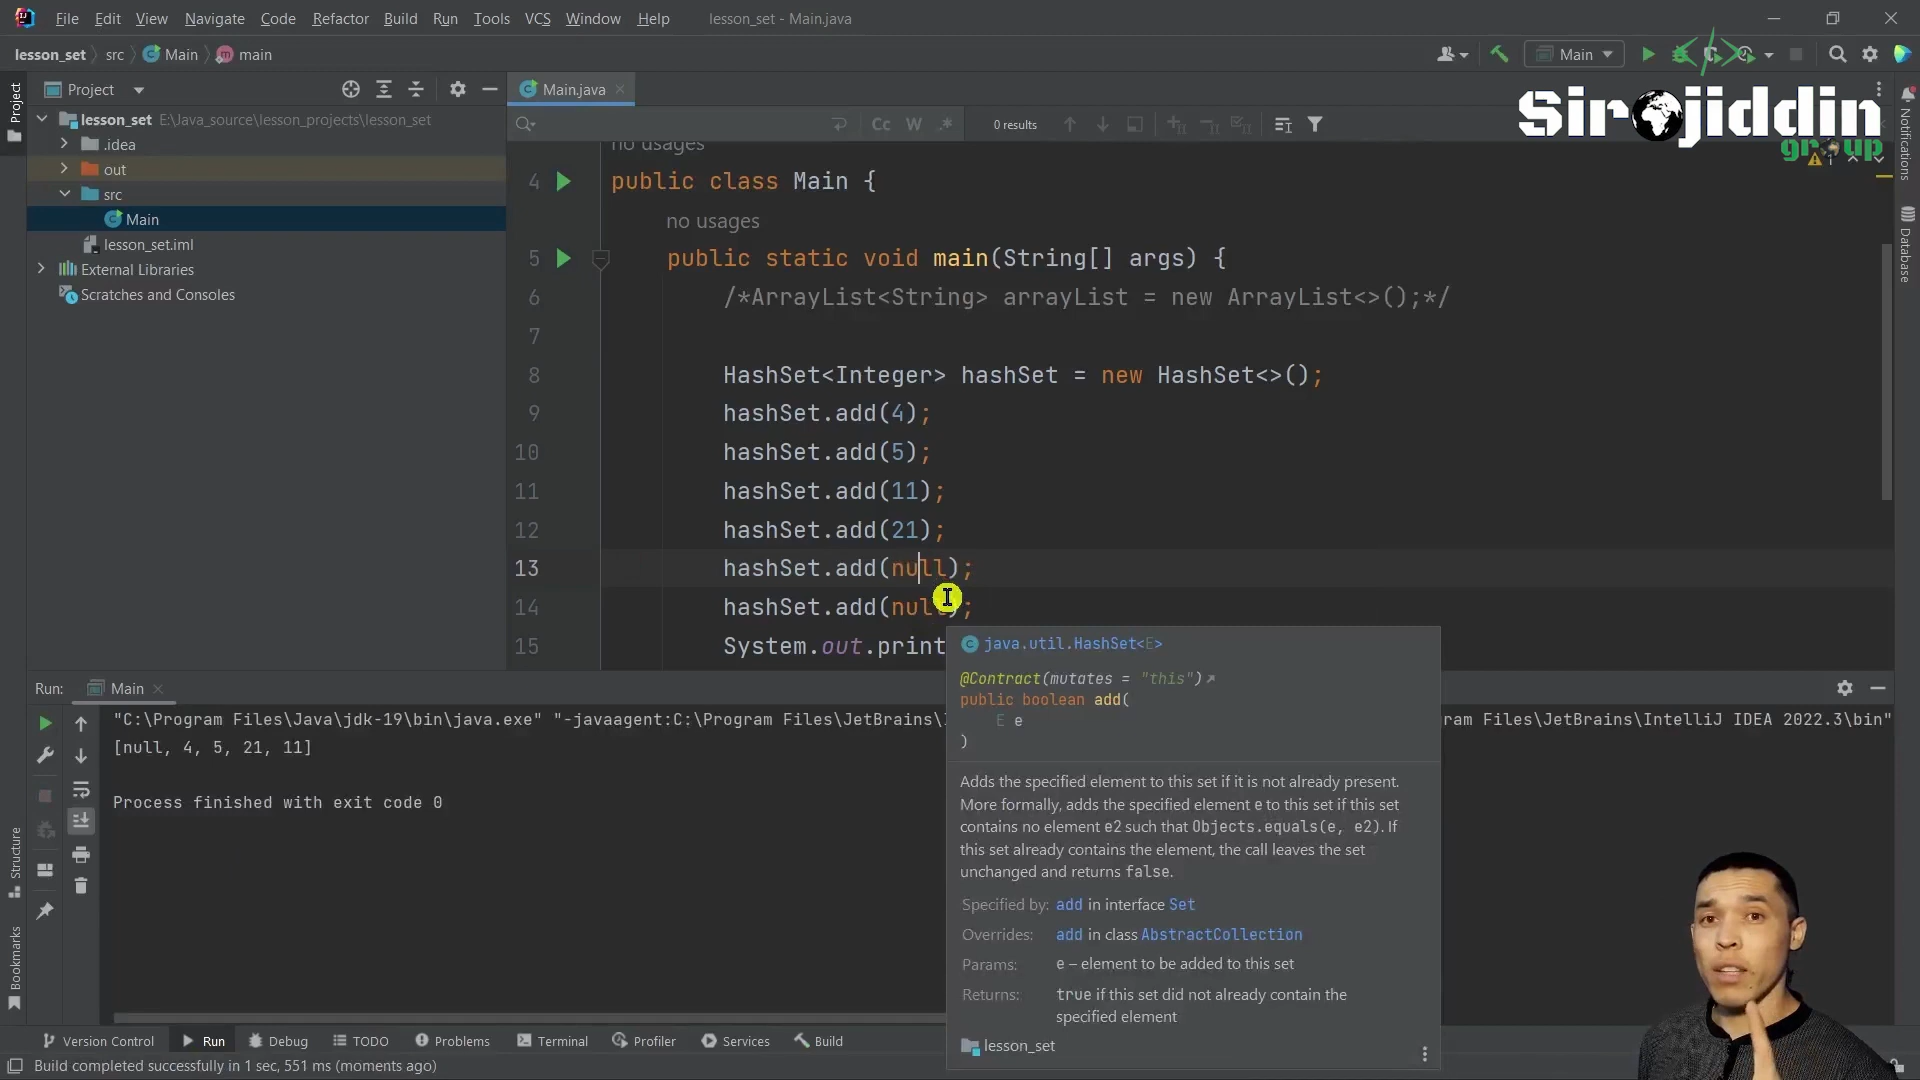 File Edit View Navigate Code Refactor Build Run Tools VCS Window Help lesson_set - Main.java
lesson_set src Main main
Main
Project
Main.java
Sirojiddin
group
lesson_set E:\Java_source\lesson_projects\lesson_set
.idea
out
src
Main
lesson_set.iml
External Libraries
Scratches and Consoles
Cc W .* 0 results
no usages
4 public class Main {
no usages
5 public static void main(String[] args) {
6 /*ArrayList<String> arrayList = new ArrayList<>();*/
7
8 HashSet<Integer> hashSet = new HashSet<>();
9 hashSet.add(4);
10 hashSet.add(5);
11 hashSet.add(11);
12 hashSet.add(21);
13 hashSet.add(null);
14 hashSet.add(null);
15 System.out.print
java.util.HashSet<E>
@Contract(mutates = "this")
public boolean add(
E e
)
Adds the specified element to this set if it is not already present.
More formally, adds the specified element e to this set if this set
contains no element e2 such that Objects.equals(e, e2). If
this set already contains the element, the call leaves the set
unchanged and returns false.
Specified by: add in interface Set
Overrides: add in class AbstractCollection
Params: e – element to be added to this set
Returns: true if this set did not already contain the
specified element
lesson_set
Run: Main
"C:\Program Files\Java\jdk-19\bin\java.exe" "-javaagent:C:\Program Files\JetBrains\ ram Files\JetBrains\IntelliJ IDEA 2022.3\bin"
[null, 4, 5, 21, 11]
Process finished with exit code 0
Project
Structure
Bookmarks
Notifications
Database
Version Control Run Debug TODO Problems Terminal Profiler Services Build
Build completed successfully in 1 sec, 551 ms (moments ago)